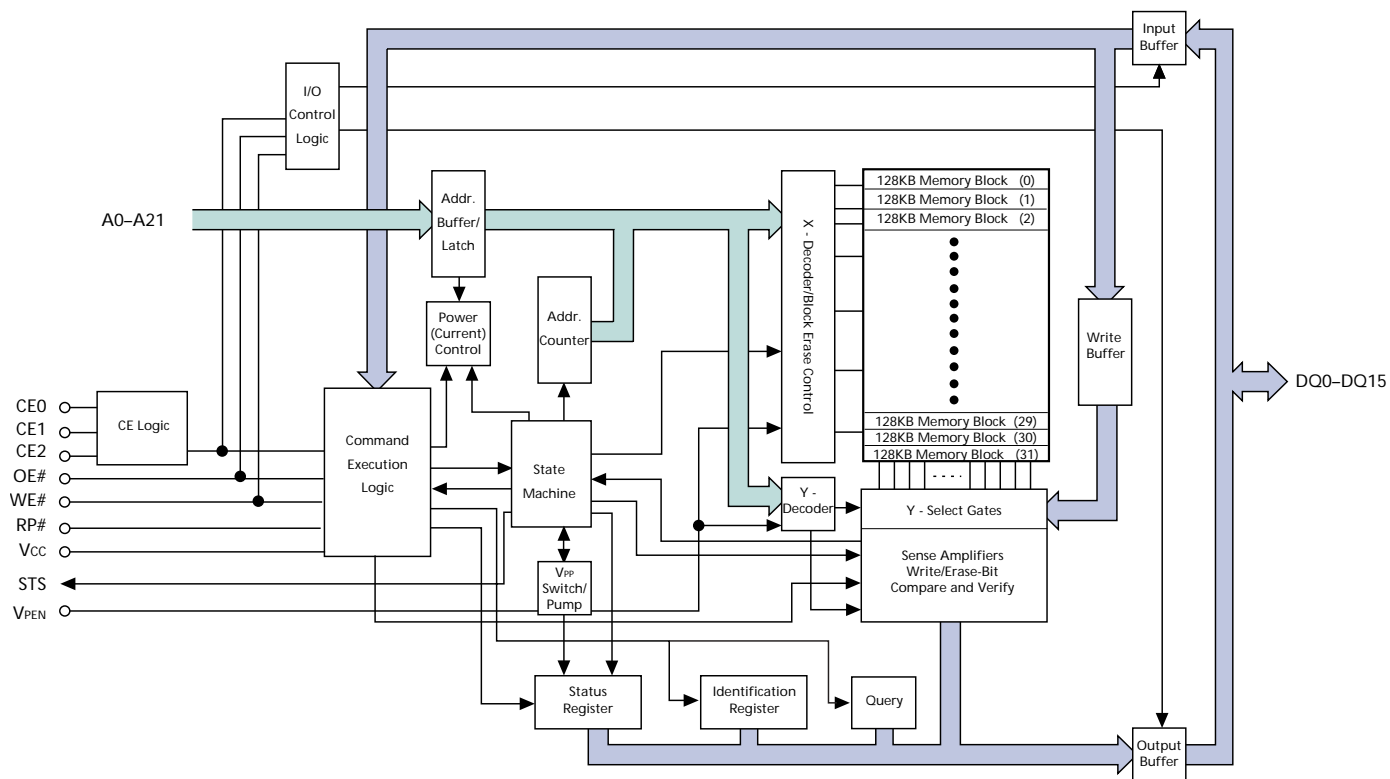 Input
Buffer
I/O
Control
Logic
A0–A21
Addr.
Buffer/
Latch
X - Decoder/Block Erase Control
128KB Memory Block (0)
128KB Memory Block (1)
128KB Memory Block (2)
128KB Memory Block (29)
128KB Memory Block (30)
128KB Memory Block (31)
Power
(Current)
Control
Addr.
Counter
Write
Buffer
DQ0–DQ15
CE0
CE1
CE2
OE#
WE#
RP#
VCC
STS
VPEN
CE Logic
Command
Execution
Logic
State
Machine
VPP
Switch/
Pump
Y -
Decoder
Y - Select Gates
Sense Amplifiers
Write/Erase-Bit
Compare and Verify
Status
Register
Identification
Register
Query
Output
Buffer